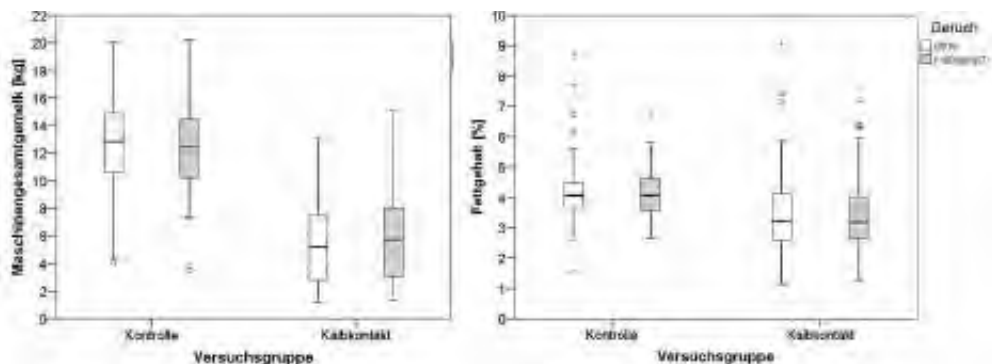 Maschinengesamtgemelk [kg]
22
20
18
16
14
12
10
8
6
4
2
0
Kontrolle
Kalbkontakt
Versuchsgruppe
Fettgehalt [%]
10
9
8
7
6
5
4
3
2
1
0
Kontrolle
Kalbkontakt
Versuchsgruppe
Geruch
ohne